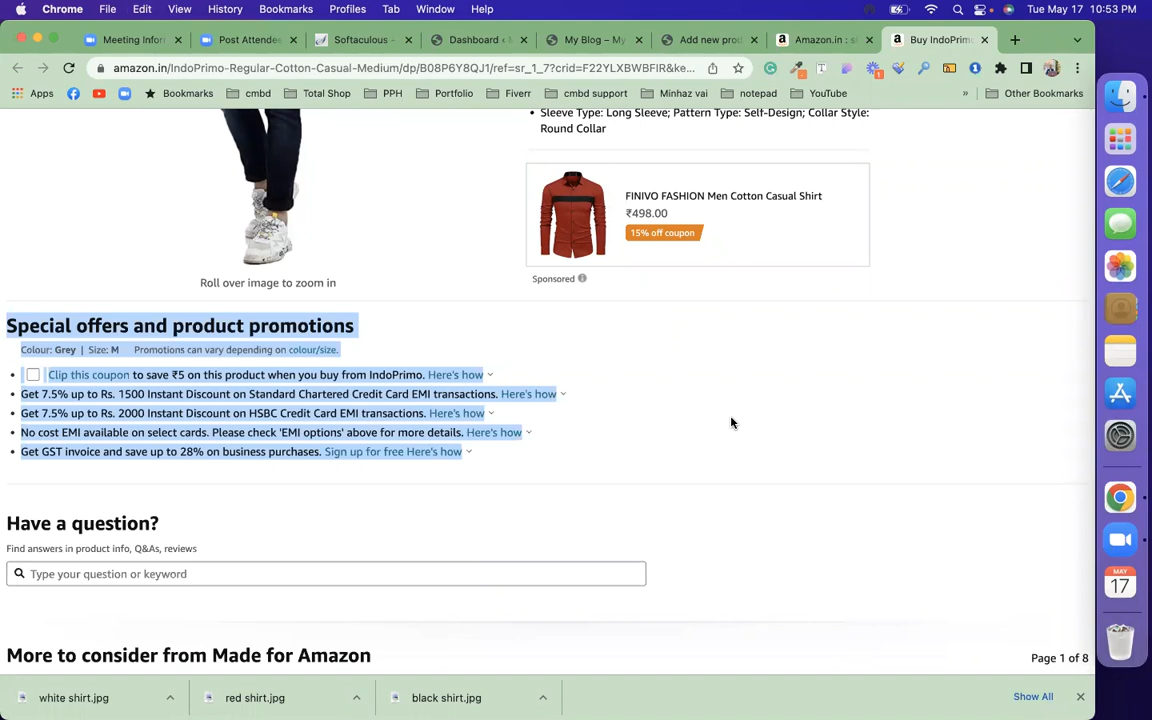 Chrome File Edit View History Bookmarks Profiles Tab Window Help Tue May 17 10:53 PM
Meeting Infor Post Attendee Softaculous - Dashboard ‹ M My Blog – My Add new prod Amazon.in : s Buy IndoPrimo
amazon.in/IndoPrimo-Regular-Cotton-Casual-Medium/dp/B08P6Y8QJ1/ref=sr_1_7?crid=F22YLXBWBFIR&ke...
Apps Bookmarks cmbd Total Shop PPH Portfolio Fiverr cmbd support Minhaz vai notepad YouTube » Other Bookmarks
• Sleeve Type: Long Sleeve; Pattern Type: Self-Design; Collar Style:
Round Collar
FINIVO FASHION Men Cotton Casual Shirt
₹498.00
15% off coupon
Roll over image to zoom in
Sponsored
Special offers and product promotions
Colour: Grey | Size: M Promotions can vary depending on colour/size.
• Clip this coupon to save ₹5 on this product when you buy from IndoPrimo. Here's how
• Get 7.5% up to Rs. 1500 Instant Discount on Standard Chartered Credit Card EMI transactions. Here's how
• Get 7.5% up to Rs. 2000 Instant Discount on HSBC Credit Card EMI transactions. Here's how
• No cost EMI available on select cards. Please check 'EMI options' above for more details. Here's how
• Get GST invoice and save up to 28% on business purchases. Sign up for free Here's how
Have a question?
Find answers in product info, Q&As, reviews
Type your question or keyword
More to consider from Made for Amazon
Page 1 of 8
white shirt.jpg red shirt.jpg black shirt.jpg Show All
MAY
17